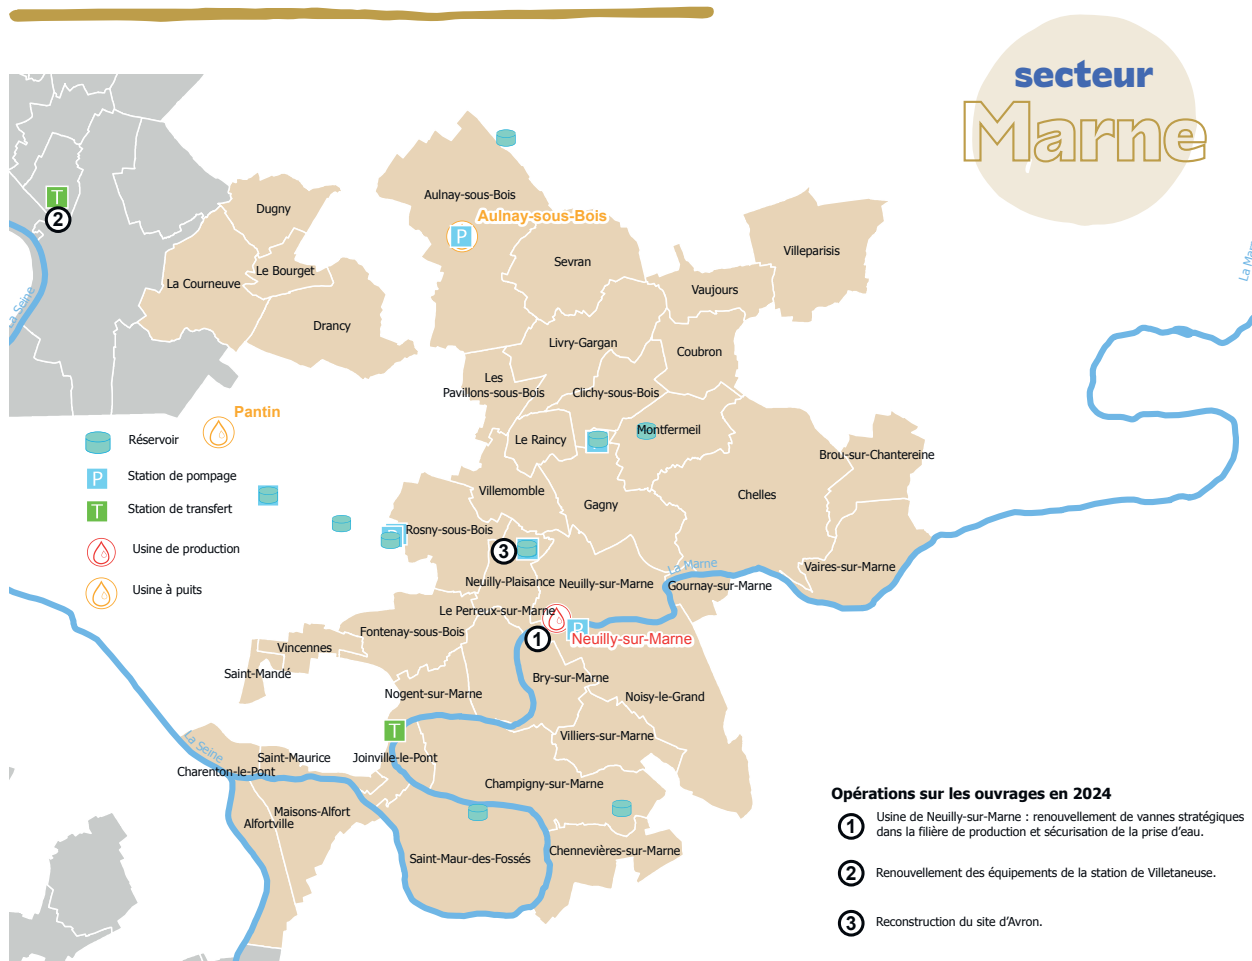 secteur
Marne
Dugny
Aulnay-sous-Bois
Aulnay-sous-Bois
P
T
2
Le Bourget
La Courneuve
Sevran
Villeparisis
Vaujours
La Seine
Drancy
Livry-Gargan
Coubron
Les
Pavillons-sous-Bois
Clichy-sous-Bois
Pantin
Réservoir
P
Station de pompage
T
Station de transfert
Usine de production
Usine à puits
Le Raincy
Montfermeil
Brou-sur-Chantereine
Villemomble
Chelles
Gagny
Rosny-sous-Bois
3
Neuilly-Plaisance
Neuilly-sur-Marne
La Marne
Gournay-sur-Marne
Vaires-sur-Marne
Le Perreux-sur-Marne
1
P
Neuilly-sur-Marne
Fontenay-sous-Bois
Vincennes
Saint-Mandé
Nogent-sur-Marne
Bry-sur-Marne
Noisy-le-Grand
T
Villiers-sur-Marne
La Seine
Saint-Maurice
Joinville-le-Pont
Charenton-le-Pont
Champigny-sur-Marne
Maisons-Alfort
Alfortville
Saint-Maur-des-Fossés
Chennevières-sur-Marne
Opérations sur les ouvrages en 2024
1
Usine de Neuilly-sur-Marne : renouvellement de vannes stratégiques
dans la filière de production et sécurisation de la prise d'eau.
2
Renouvellement des équipements de la station de Villetaneuse.
3
Reconstruction du site d'Avron.